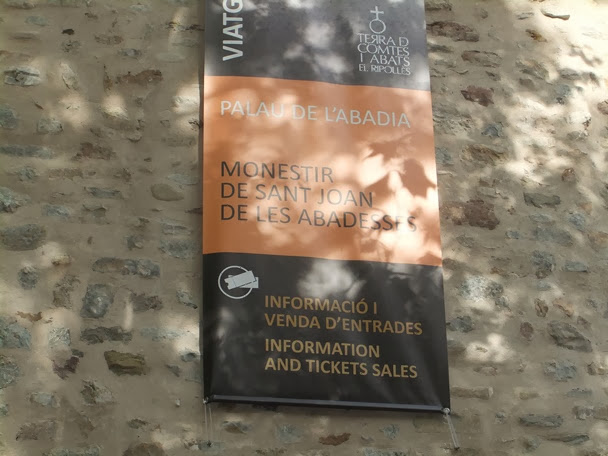 VIATG
TERRA D
COMTES
I ABATS
EL RIPOLLÈS
PALAU DE L'ABADIA
MONESTIR
DE SANT JOAN
DE LES ABADESSES
INFORMACIÓ I
VENDA D'ENTRADES
INFORMATION
AND TICKETS SALES